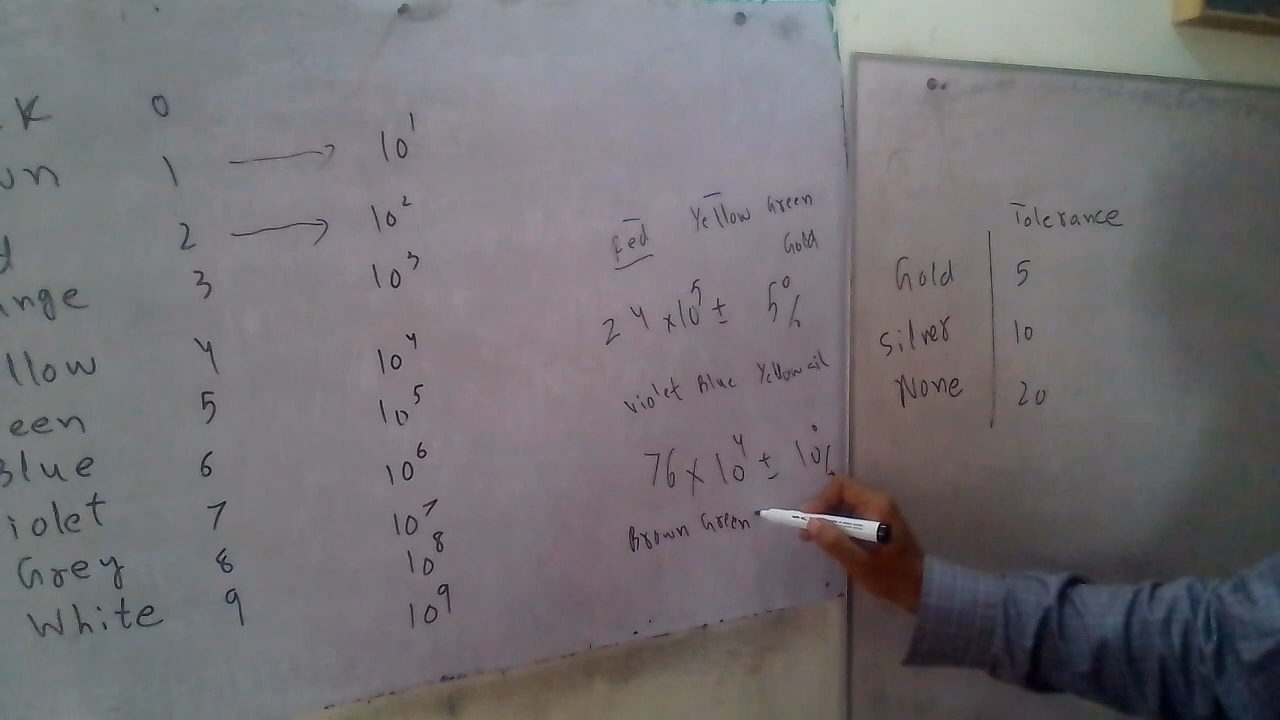 K 0
wn 1 → 10¹
d 2 → 10²
nge 3 10³
llow 4 10⁴
een 5 10⁵
Blue 6 10⁶
iolet 7 10⁷
Grey 8 10⁸
White 9 10⁹
Red Yellow Green
Gold
24 x10⁵ ± 5%
violet Blue Yellow sil
76 x 10⁴ ± 10%
Brown Green
Tolerance
Gold 5
Silver 10
None 20